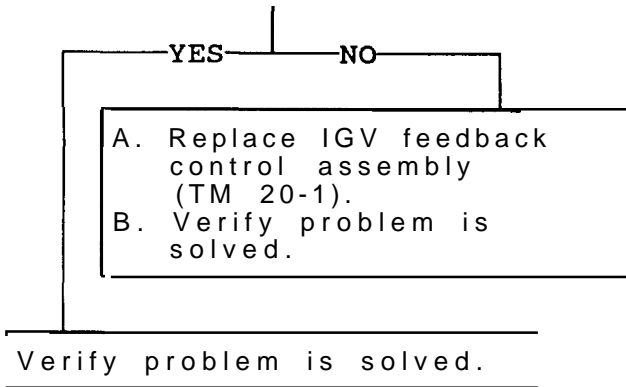 YES NO
A. Replace IGV feedback
control assembly
(TM 20-1).
B. Verify problem is
solved.
Verify problem is solved.